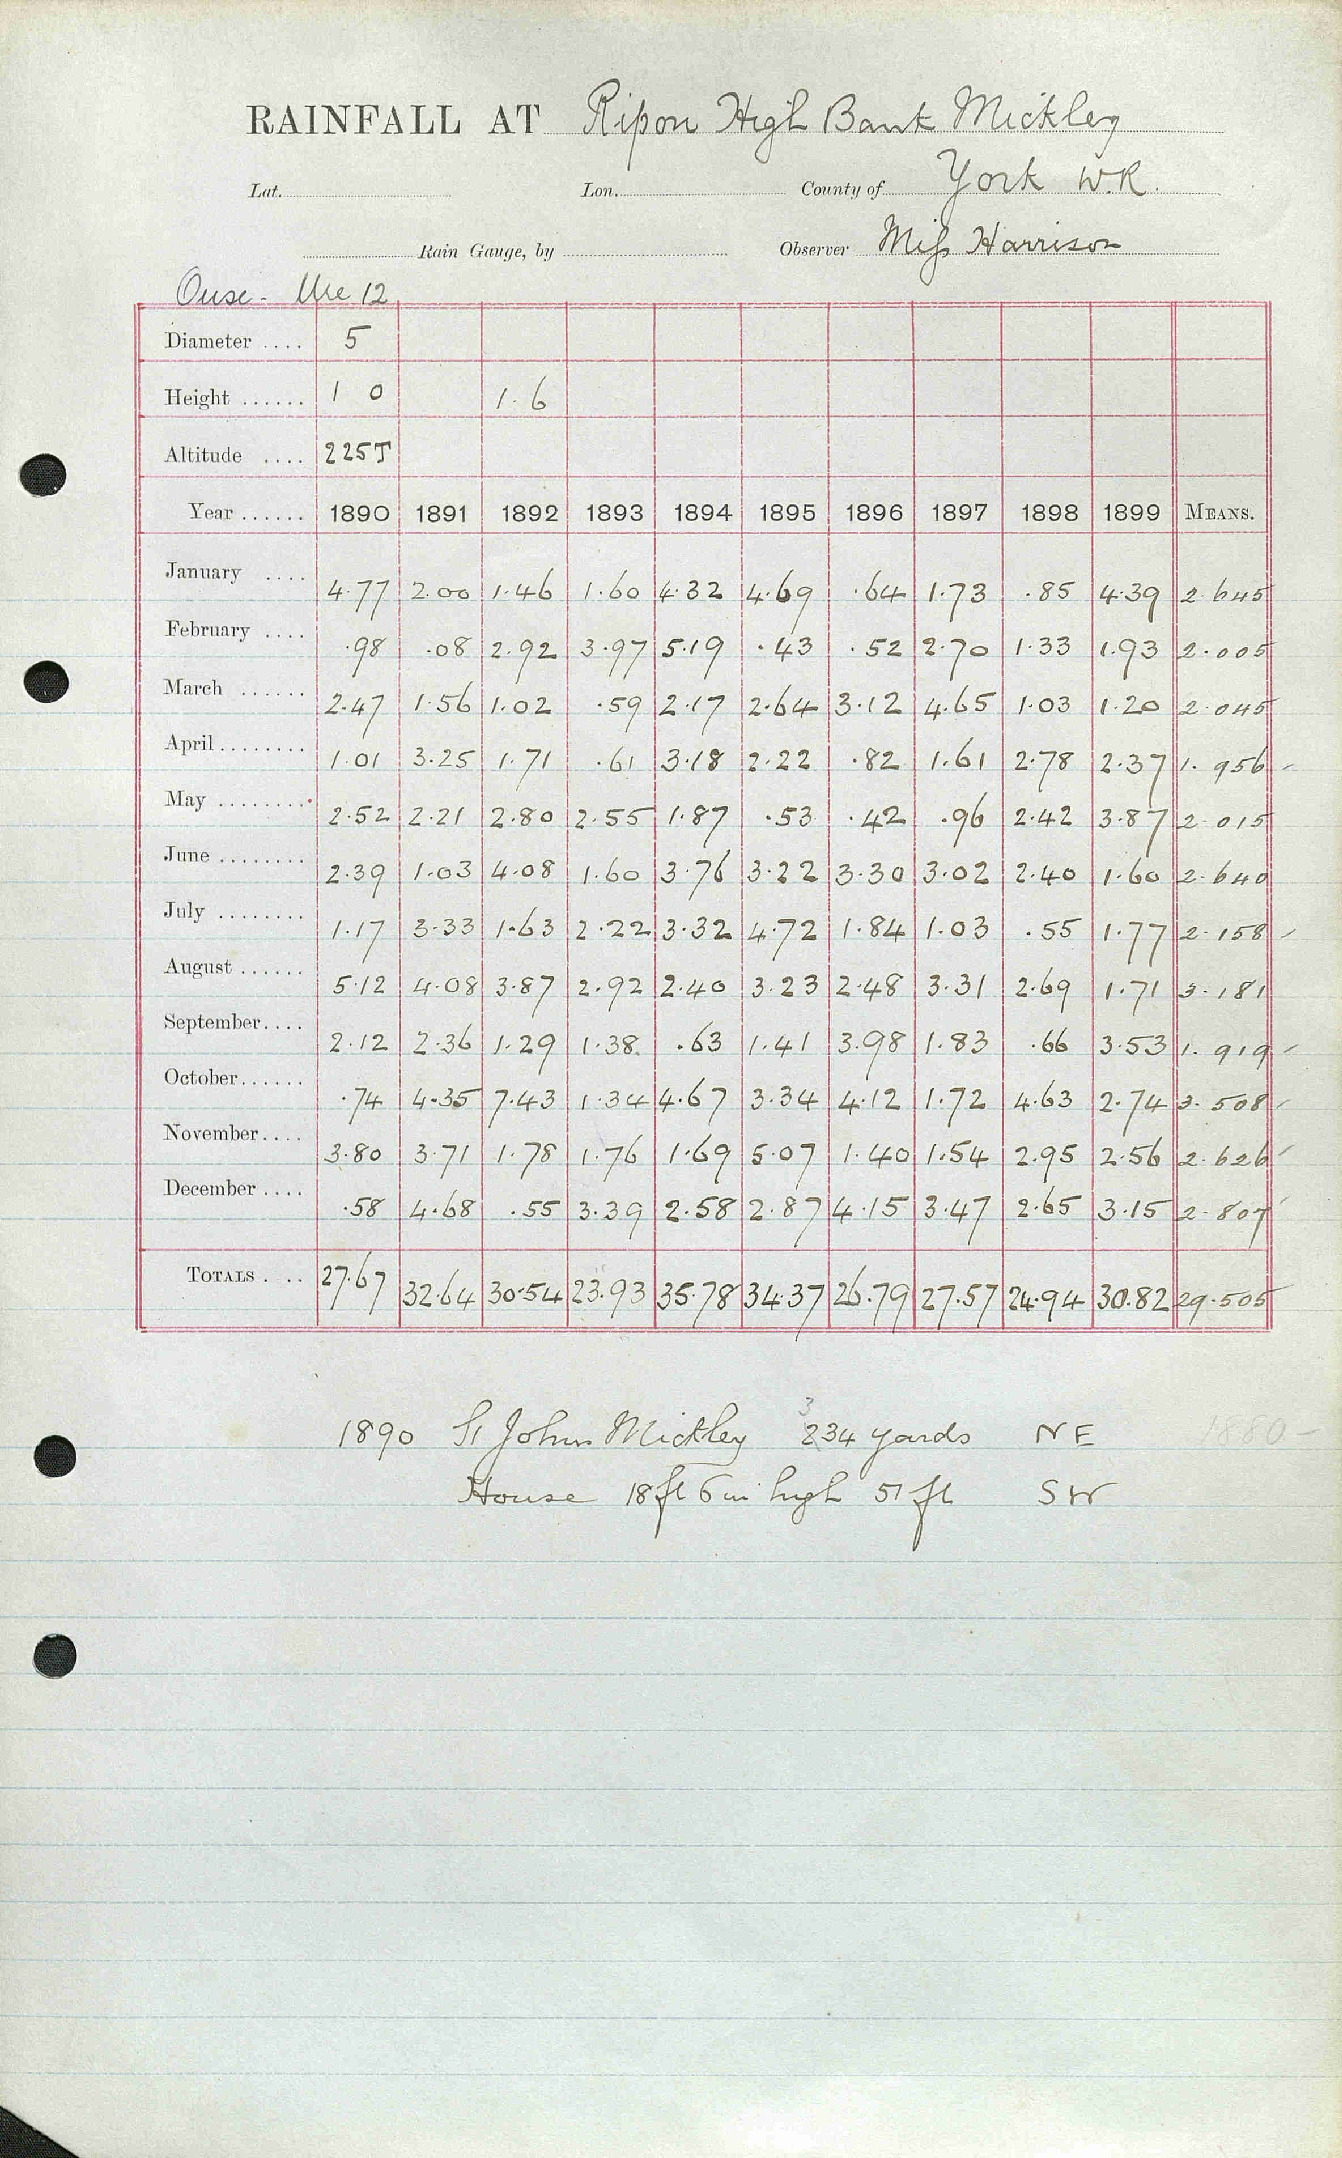 RAINFALL AT Ripon High Bank Mickley
Lat. Lon. County of York W.R.
Rain Gauge, by Observer Miss Harrison
Ouse - Ure 12
Diameter .... 5
Height ...... 1 0 1.6
Altitude .... 225T
Year ...... 1890 1891 1892 1893 1894 1895 1896 1897 1898 1899 MEANS.
January .... 4.77 2.00 1.46 1.60 4.32 4.69 .64 1.73 .85 4.39 2.645
February .... .98 .08 2.92 3.97 5.19 .43 .52 2.70 1.33 1.93 2.005
March ...... 2.47 1.56 1.02 .59 2.17 2.64 3.12 4.65 1.03 1.20 2.045
April ........ 1.01 3.25 1.71 .61 3.18 2.22 .82 1.61 2.78 2.37 1.956
May ........ 2.52 2.21 2.80 2.55 1.87 .53 .42 .96 2.42 3.87 2.015
June ........ 2.39 1.03 4.08 1.60 3.76 3.22 3.30 3.02 2.40 1.60 2.640
July ........ 1.17 3.33 1.63 2.22 3.32 4.72 1.84 1.03 .55 1.77 2.158
August ...... 5.12 4.08 3.87 2.92 2.40 3.23 2.48 3.31 2.69 1.71 3.181
September .... 2.12 2.36 1.29 1.38 .63 1.41 3.98 1.83 .66 3.53 1.919
October ...... .74 4.35 7.43 1.34 4.67 3.34 4.12 1.72 4.63 2.74 3.508
November .... 3.80 3.71 1.78 1.76 1.69 5.07 1.40 1.54 2.95 2.56 2.626
December .... .58 4.68 .55 3.39 2.58 2.87 4.15 3.47 2.65 3.15 2.807
TOTALS .... 27.67 32.64 30.54 23.93 35.78 34.37 26.79 27.57 24.94 30.82 29.505
1890 St John Mickley 334 yards NE 1880-
House 18 ft 6 in high 51 ft SW